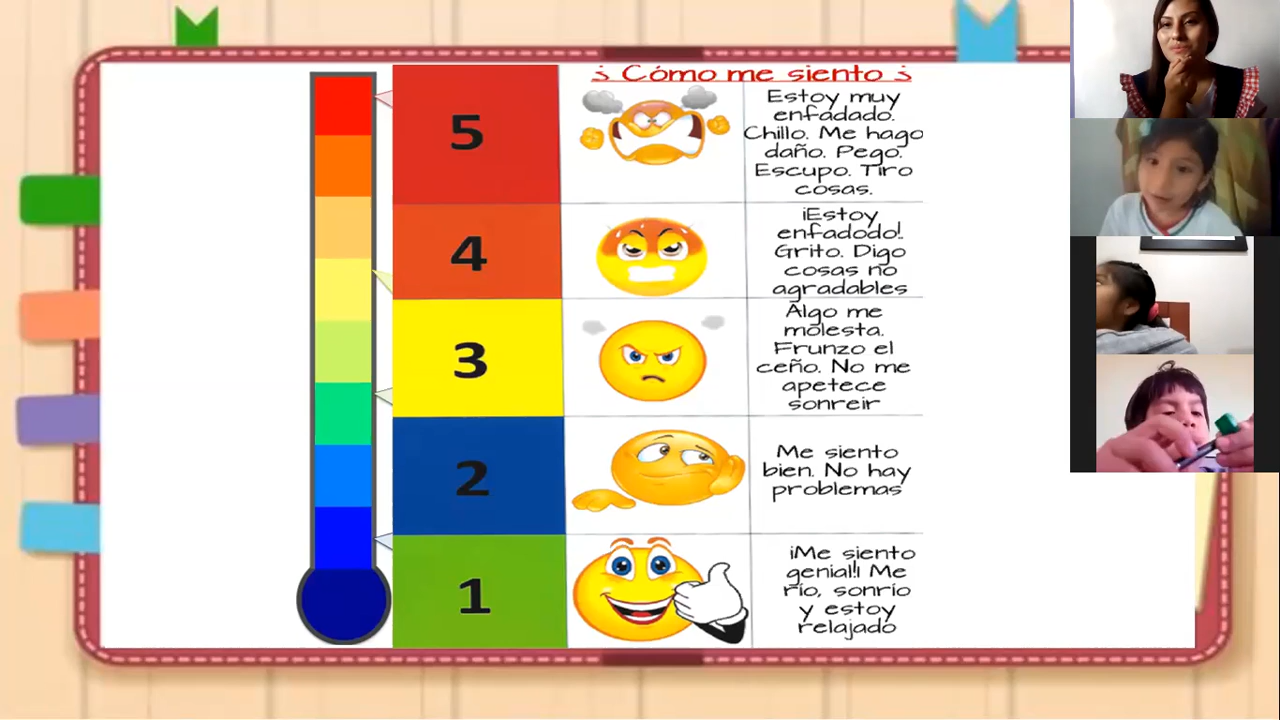 ¿ Cómo me siento ?
5
Estoy muy
enfadado.
Chillo. Me hago
daño. Pego.
Escupo. Tiro
cosas.
4
¡Estoy
enfadodo!.
Grito. Digo
cosas no
agradables
3
Algo me
molesta.
Frunzo el
ceño. No me
apetece
sonreir
2
Me siento
bien. No hay
problemas
1
¡Me siento
genial!¡ Me
río, sonrío
y estoy
relajado